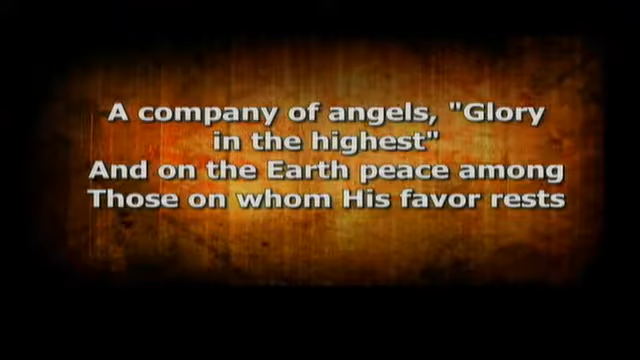 A company of angels, "Glory
in the highest"
And on the Earth peace among
Those on whom His favor rests